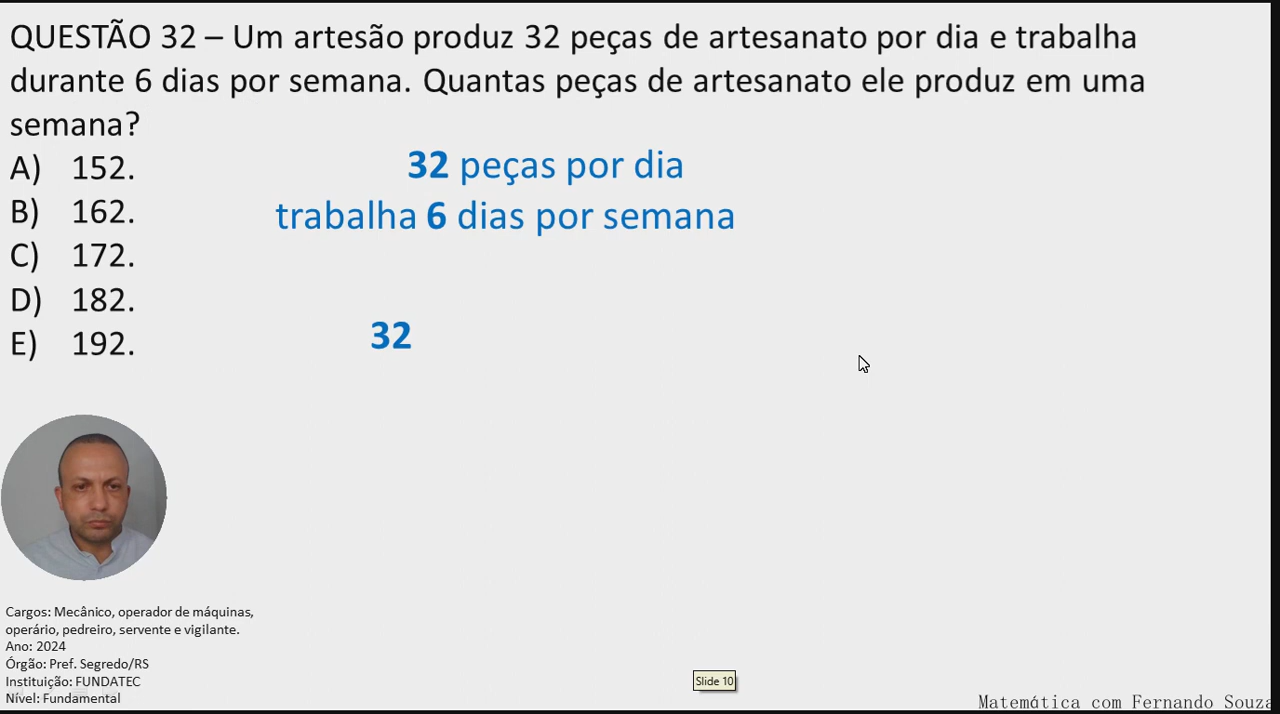 QUESTÃO 32 – Um artesão produz 32 peças de artesanato por dia e trabalha
durante 6 dias por semana. Quantas peças de artesanato ele produz em uma
semana?
A) 152.
B) 162.
C) 172.
D) 182.
E) 192.
32 peças por dia
trabalha 6 dias por semana
32
Cargos: Mecânico, operador de máquinas,
operário, pedreiro, servente e vigilante.
Ano: 2024
Órgão: Pref. Segredo/RS
Instituição: FUNDATEC
Nível: Fundamental
Slide 10
Matemática com Fernando Souza